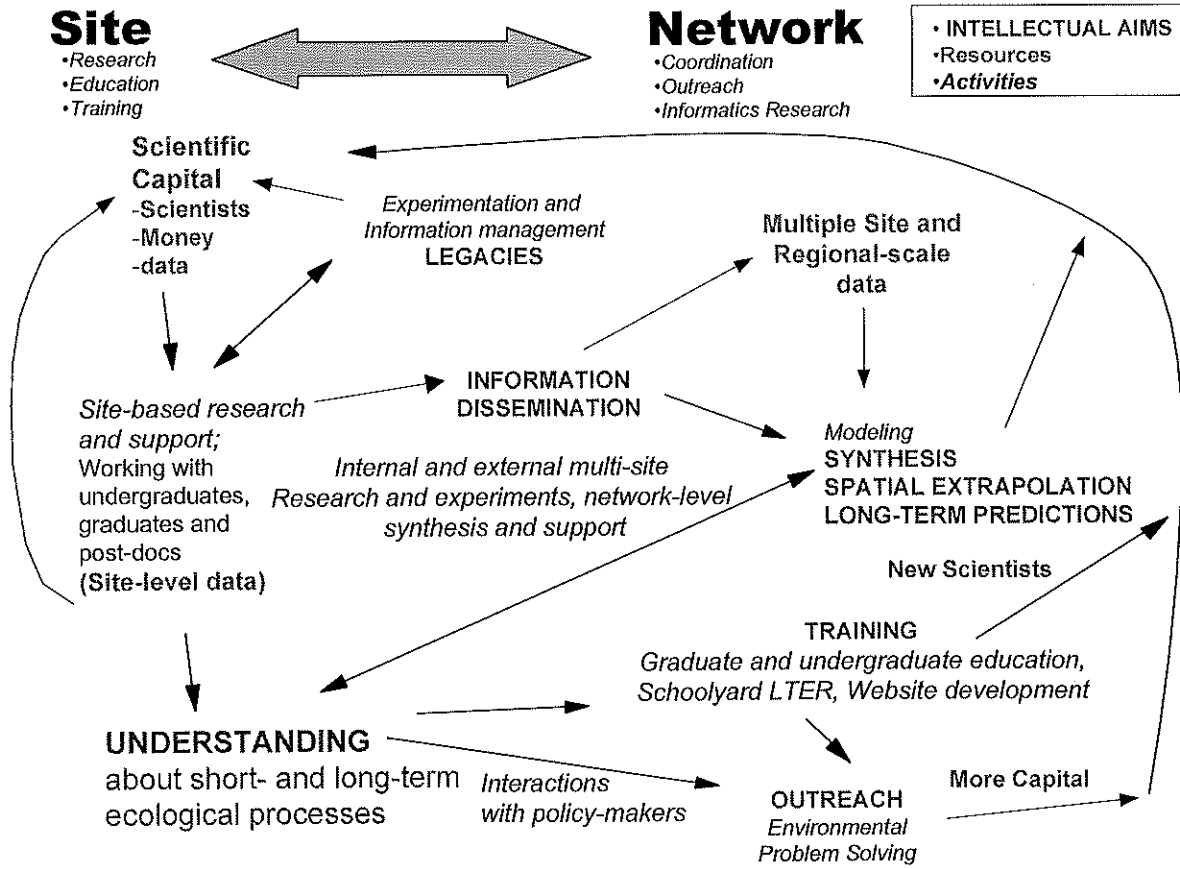 Site
•Research
•Education
•Training
Network
•Coordination
•Outreach
•Informatics Research
• INTELLECTUAL AIMS
•Resources
•Activities
Scientific
Capital
-Scientists
-Money
-data
Experimentation and
Information management
LEGACIES
Multiple Site and
Regional-scale
data
Site-based research
and support;
Working with
undergraduates,
graduates and
post-docs
(Site-level data)
INFORMATION
DISSEMINATION
Internal and external multi-site
Research and experiments, network-level
synthesis and support
Modeling
SYNTHESIS
SPATIAL EXTRAPOLATION
LONG-TERM PREDICTIONS
New Scientists
TRAINING
Graduate and undergraduate education,
Schoolyard LTER, Website development
UNDERSTANDING
about short- and long-term
ecological processes
Interactions
with policy-makers
More Capital
OUTREACH
Environmental
Problem Solving